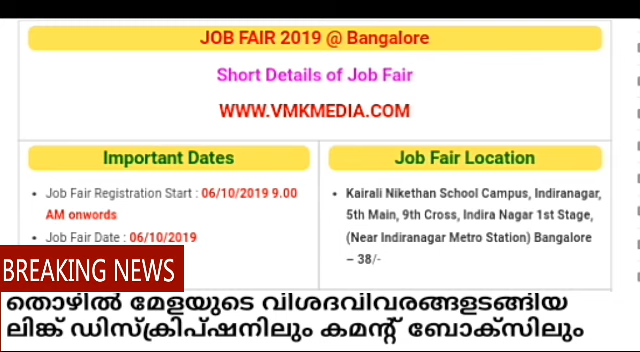 JOB FAIR 2019 @ Bangalore
Short Details of Job Fair
WWW.VMKMEDIA.COM
Important Dates
• Job Fair Registration Start : 06/10/2019 9.00
AM onwords
• Job Fair Date : 06/10/2019
Job Fair Location
• Kairali Nikethan School Campus, Indiranagar,
5th Main, 9th Cross, Indira Nagar 1st Stage,
(Near Indiranagar Metro Station) Bangalore
– 38/-
BREAKING NEWS
തൊഴിൽ മേളയുടെ വിശദവിവരങ്ങളടങ്ങിയ
ലിങ്ക് ഡിസ്ക്രിപ്ഷനിലും കമന്റ് ബോക്സിലും